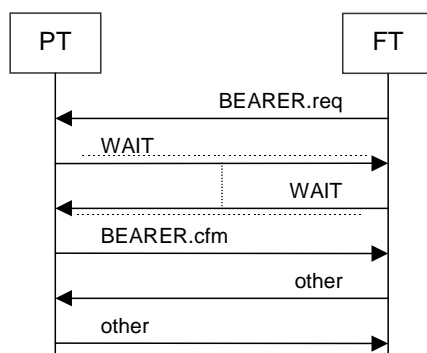 PT
FT
BEARER.req
WAIT
WAIT
BEARER.cfm
other
other